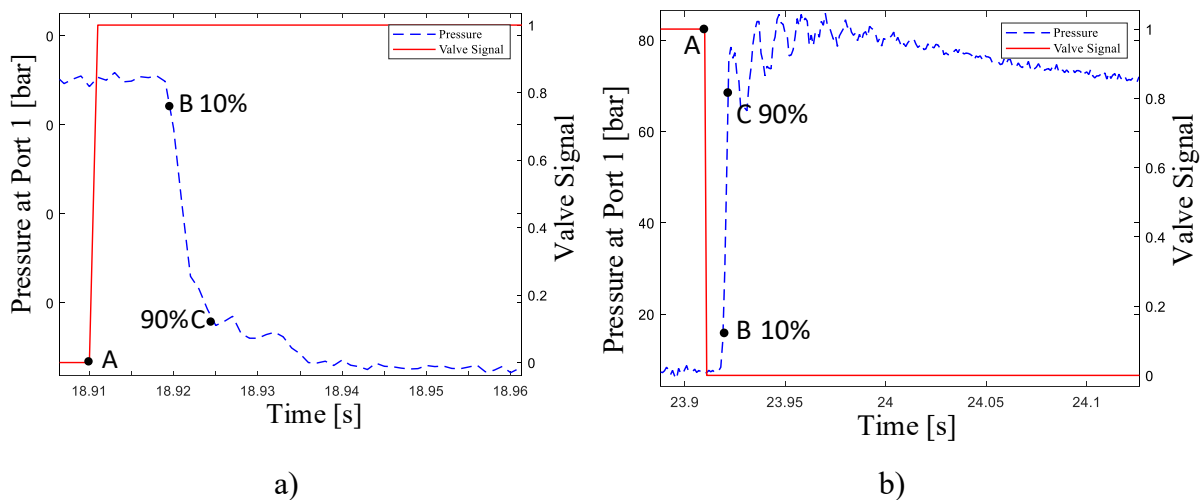 Pressure at Port 1 [bar]
0
0
0
0
Pressure
Valve Signal
B 10%
90% C
A
1
0.8
0.6
0.4
0.2
0
Valve Signal
18.91
18.92
18.93
18.94
18.95
18.96
Time [s]
a)
Pressure at Port 1 [bar]
80
60
40
20
Pressure
Valve Signal
A
C 90%
B 10%
1
0.8
0.6
0.4
0.2
0
Valve Signal
23.9
23.95
24
24.05
24.1
Time [s]
b)